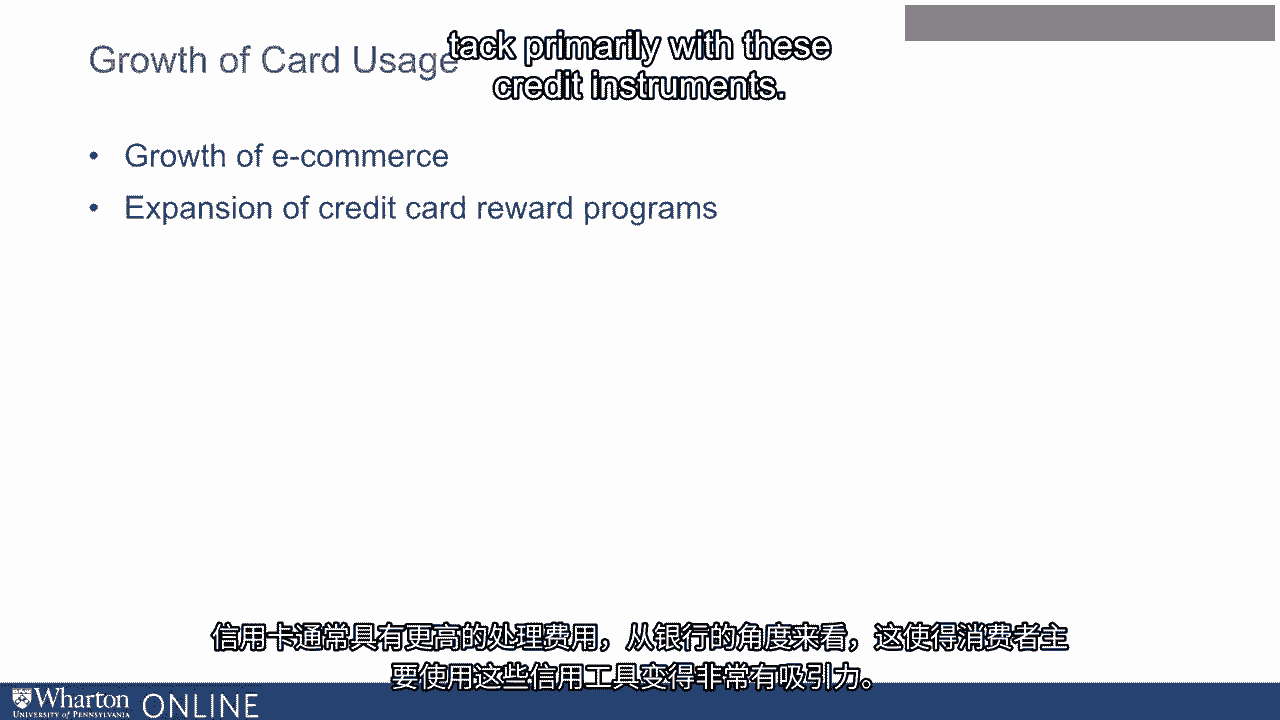 Growth of Card Usage
tack primarily with these
credit instruments.
• Growth of e-commerce
• Expansion of credit card reward programs
信用卡通常具有更高的处理费用，从银行的角度来看，这使得消费者主
要使用这些信用工具变得非常有吸引力。
Wharton
UNIVERSITY of PENNSYLVANIA
ONLINE